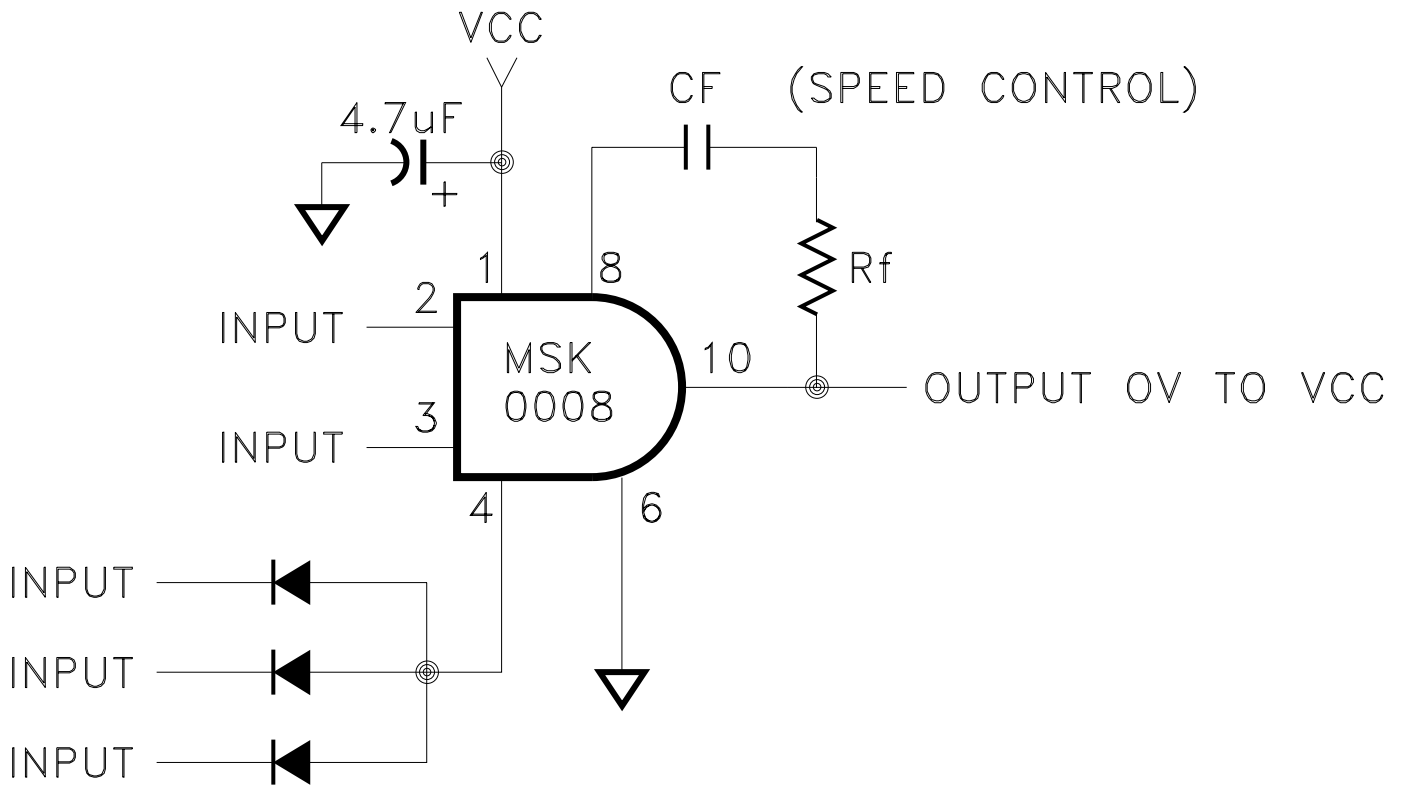 VCC
CF (SPEED CONTROL)
4.7uF
+
1
8
Rf
2
INPUT
MSK
0008
10
OUTPUT 0V TO VCC
3
INPUT
4
6
INPUT
INPUT
INPUT